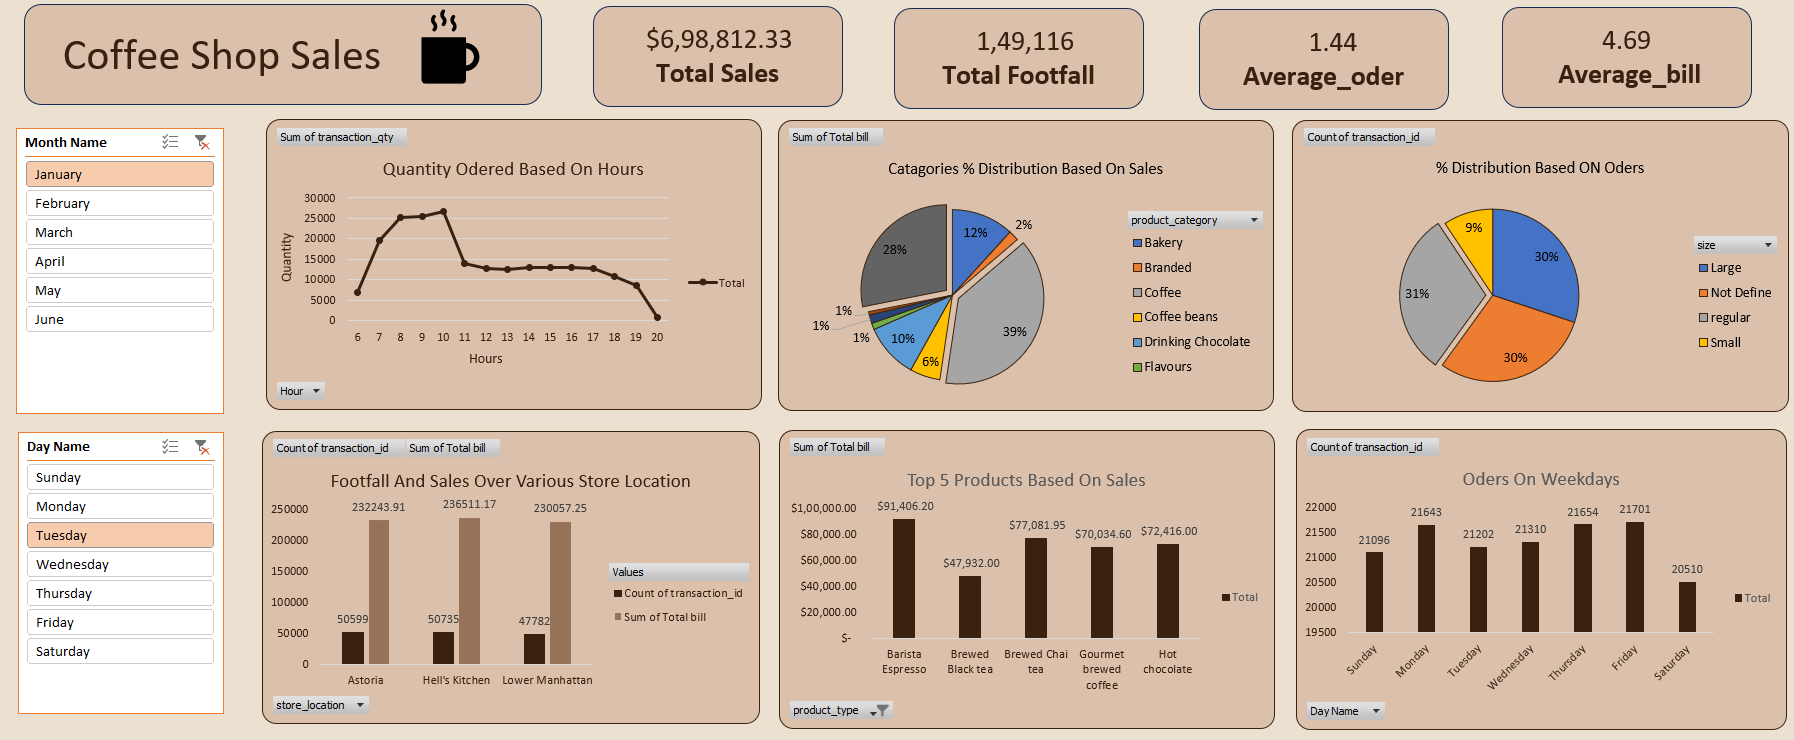 Coffee Shop Sales
$6,98,812.33
Total Sales
1,49,116
Total Footfall
1.44
Average_oder
4.69
Average_bill
Month Name
January
February
March
April
May
June
Day Name
Sunday
Monday
Tuesday
Wednesday
Thursday
Friday
Saturday
Sum of transaction_qty
Quantity Odered Based On Hours
Quantity
30000
25000
20000
15000
10000
5000
0
6 7 8 9 10 11 12 13 14 15 16 17 18 19 20
Hours
Total
Hour
Sum of Total bill
Catagories % Distribution Based On Sales
12%
2%
39%
6%
10%
1%
1%
1%
28%
product_category
Bakery
Branded
Coffee
Coffee beans
Drinking Chocolate
Flavours
Count of transaction_id
% Distribution Based ON Oders
30%
30%
31%
9%
size
Large
Not Define
regular
Small
Count of transaction_id Sum of Total bill
Footfall And Sales Over Various Store Location
250000
200000
150000
100000
50000
0
232243.91
236511.17
230057.25
50599
50735
47782
Astoria
Hell's Kitchen
Lower Manhattan
Values
Count of transaction_id
Sum of Total bill
store_location
Sum of Total bill
Top 5 Products Based On Sales
$1,00,000.00
$80,000.00
$60,000.00
$40,000.00
$20,000.00
$-
$91,406.20
$47,932.00
$77,081.95
$70,034.60
$72,416.00
Barista
Espresso
Brewed
Black tea
Brewed Chai
tea
Gourmet
brewed
coffee
Hot
chocolate
Total
product_type
Count of transaction_id
Oders On Weekdays
22000
21500
21000
20500
20000
19500
21096
21643
21202
21310
21654
21701
20510
Sunday
Monday
Tuesday
Wednesday
Thursday
Friday
Saturday
Total
Day Name